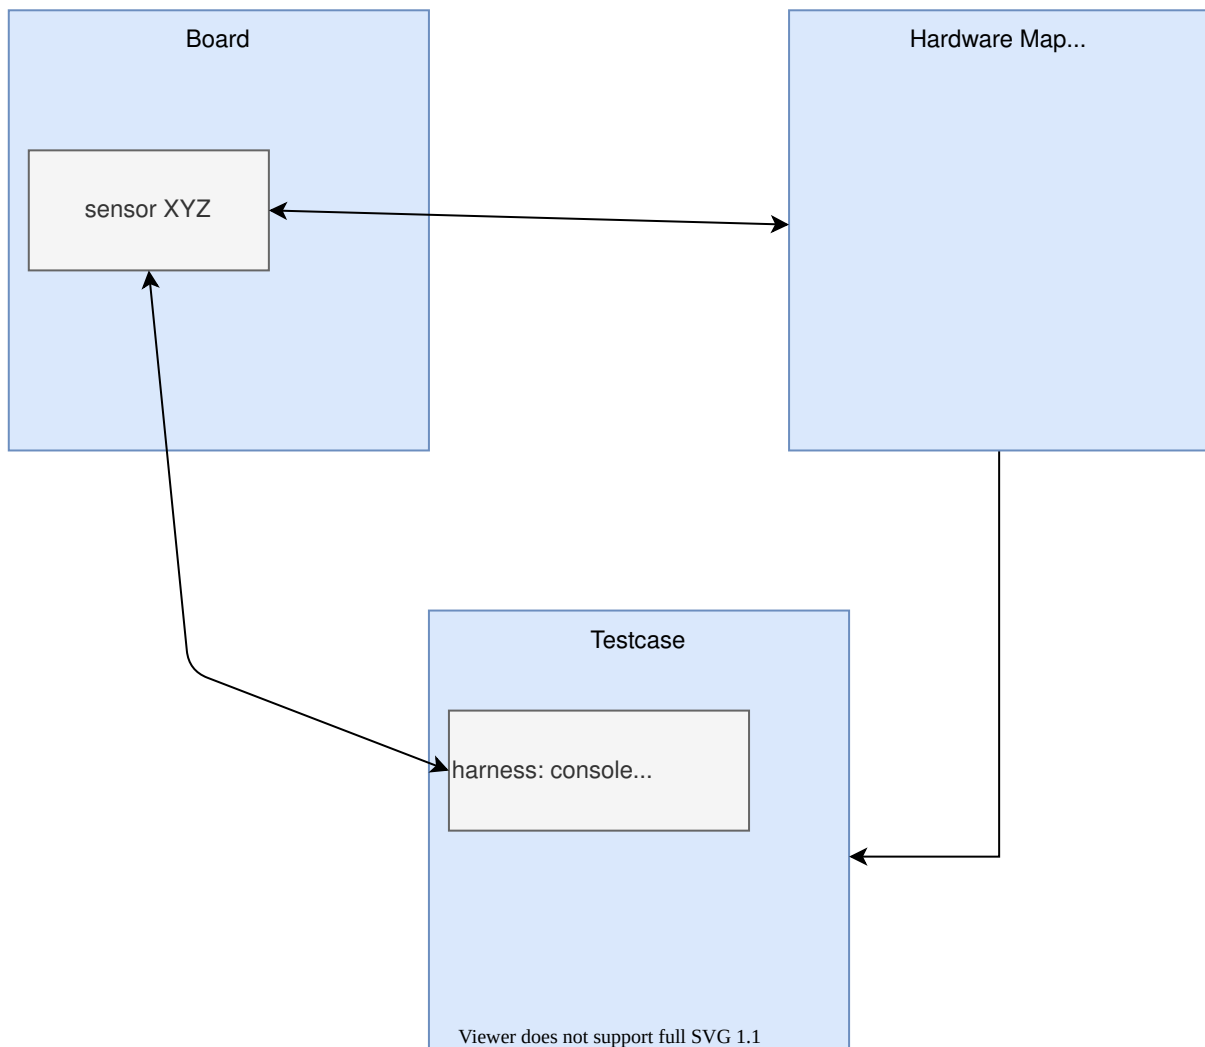 Board
Hardware Map...
sensor XYZ
Testcase
harness: console...
Viewer does not support full SVG 1.1